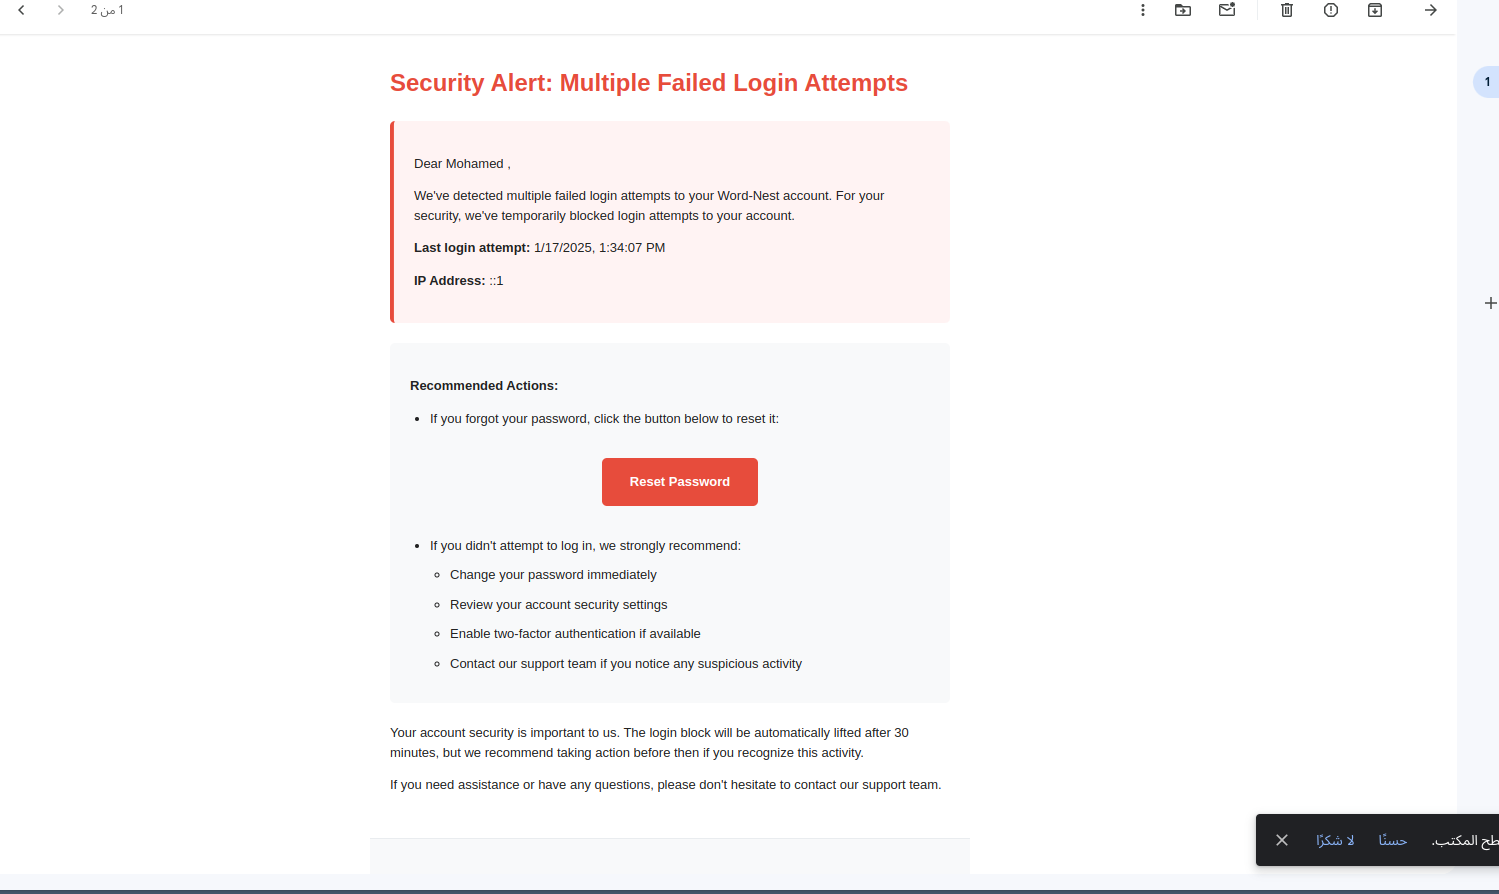 1 من 2
Security Alert: Multiple Failed Login Attempts
1
Dear Mohamed ,
We've detected multiple failed login attempts to your Word-Nest account. For your
security, we've temporarily blocked login attempts to your account.
Last login attempt: 1/17/2025, 1:34:07 PM
IP Address: ::1
Recommended Actions:
• If you forgot your password, click the button below to reset it:
Reset Password
• If you didn't attempt to log in, we strongly recommend:
◦ Change your password immediately
◦ Review your account security settings
◦ Enable two-factor authentication if available
◦ Contact our support team if you notice any suspicious activity
Your account security is important to us. The login block will be automatically lifted after 30
minutes, but we recommend taking action before then if you recognize this activity.
If you need assistance or have any questions, please don't hesitate to contact our support team.
المكتب. حسنًا لا شكرًا